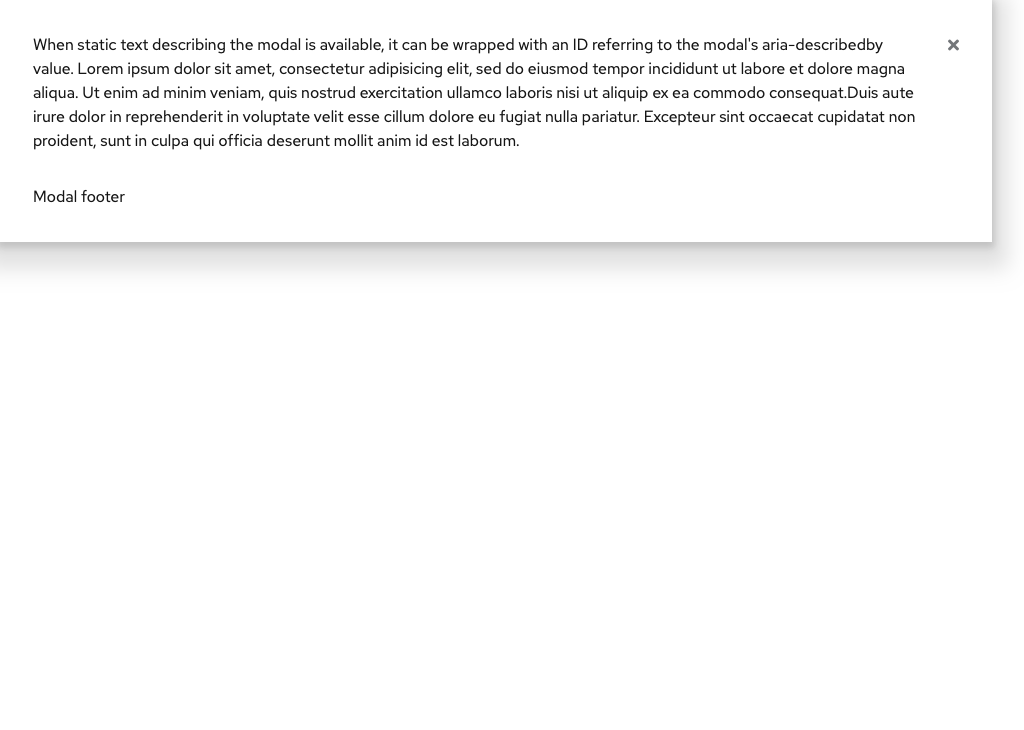 When static text describing the modal is available, it can be wrapped with an ID referring to the modal's aria-describedby
value. Lorem ipsum dolor sit amet, consectetur adipisicing elit, sed do eiusmod tempor incididunt ut labore et dolore magna
aliqua. Ut enim ad minim veniam, quis nostrud exercitation ullamco laboris nisi ut aliquip ex ea commodo consequat.Duis aute
irure dolor in reprehenderit in voluptate velit esse cillum dolore eu fugiat nulla pariatur. Excepteur sint occaecat cupidatat non
proident, sunt in culpa qui officia deserunt mollit anim id est laborum.
Modal footer